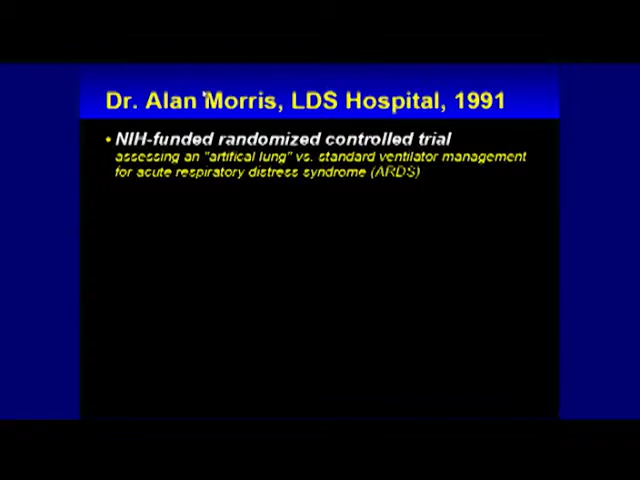 Dr. Alan Morris, LDS Hospital, 1991
• NIH-funded randomized controlled trial
assessing an "artifical lung" vs. standard ventilator management
for acute respiratory distress syndrome (ARDS)